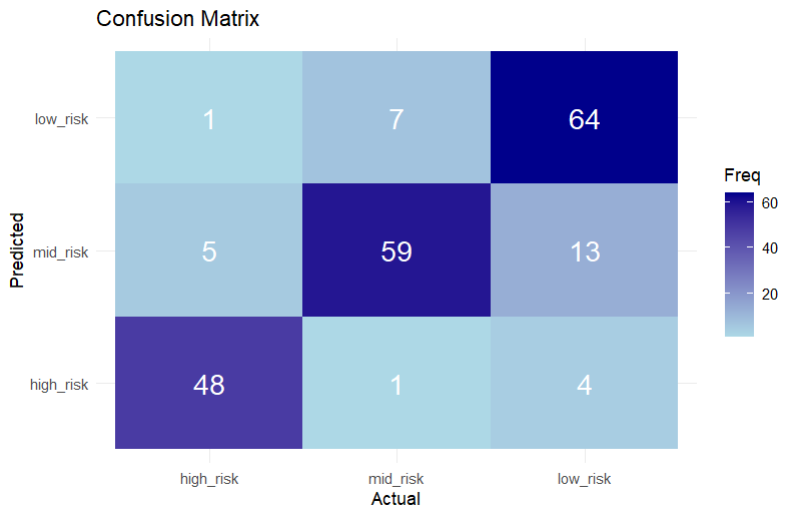 Confusion Matrix
low_risk 1 7 64
mid_risk 5 59 13
high_risk 48 1 4
high_risk mid_risk low_risk
Actual
Predicted
Freq
60
40
20